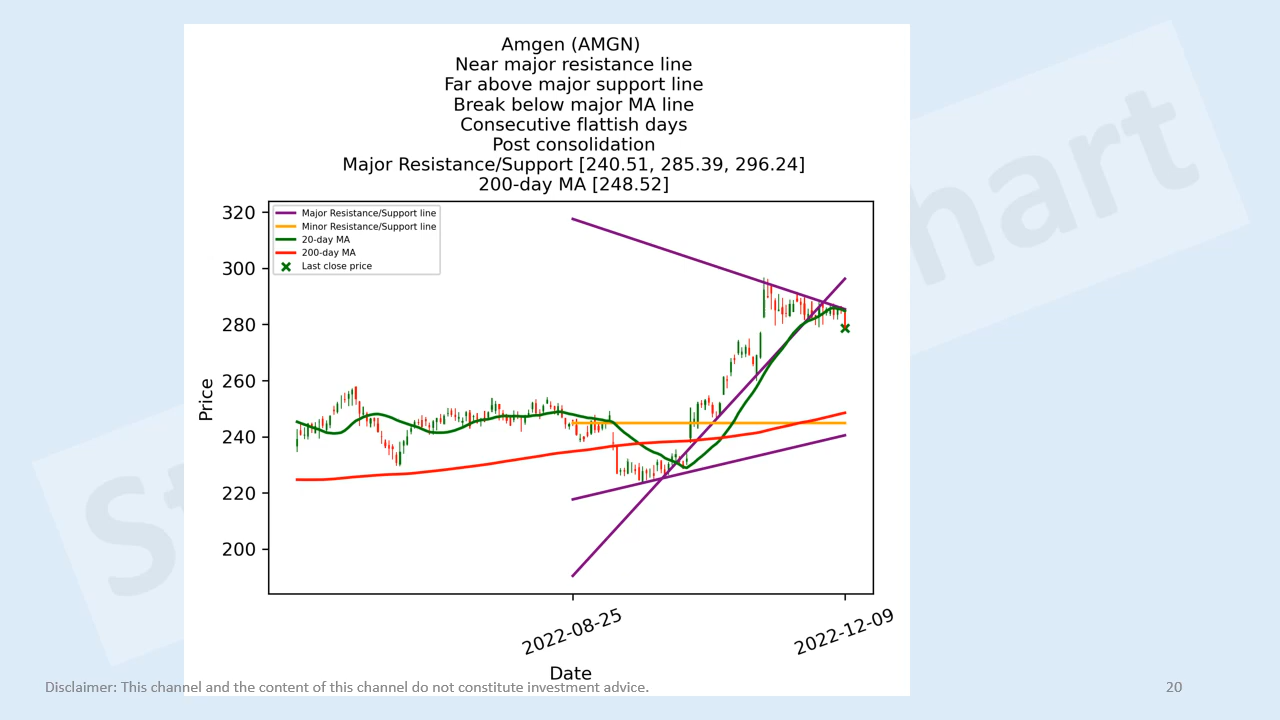 Amgen (AMGN)
Near major resistance line
Far above major support line
Break below major MA line
Consecutive flattish days
Post consolidation
Major Resistance/Support [240.51, 285.39, 296.24]
200-day MA [248.52]
Major Resistance/Support line
Minor Resistance/Support line
20-day MA
200-day MA
Last close price
320
300
280
260
240
220
200
Price
2022-08-25
2022-12-09
Date
Disclaimer: This channel and the content of this channel do not constitute investment advice.
20